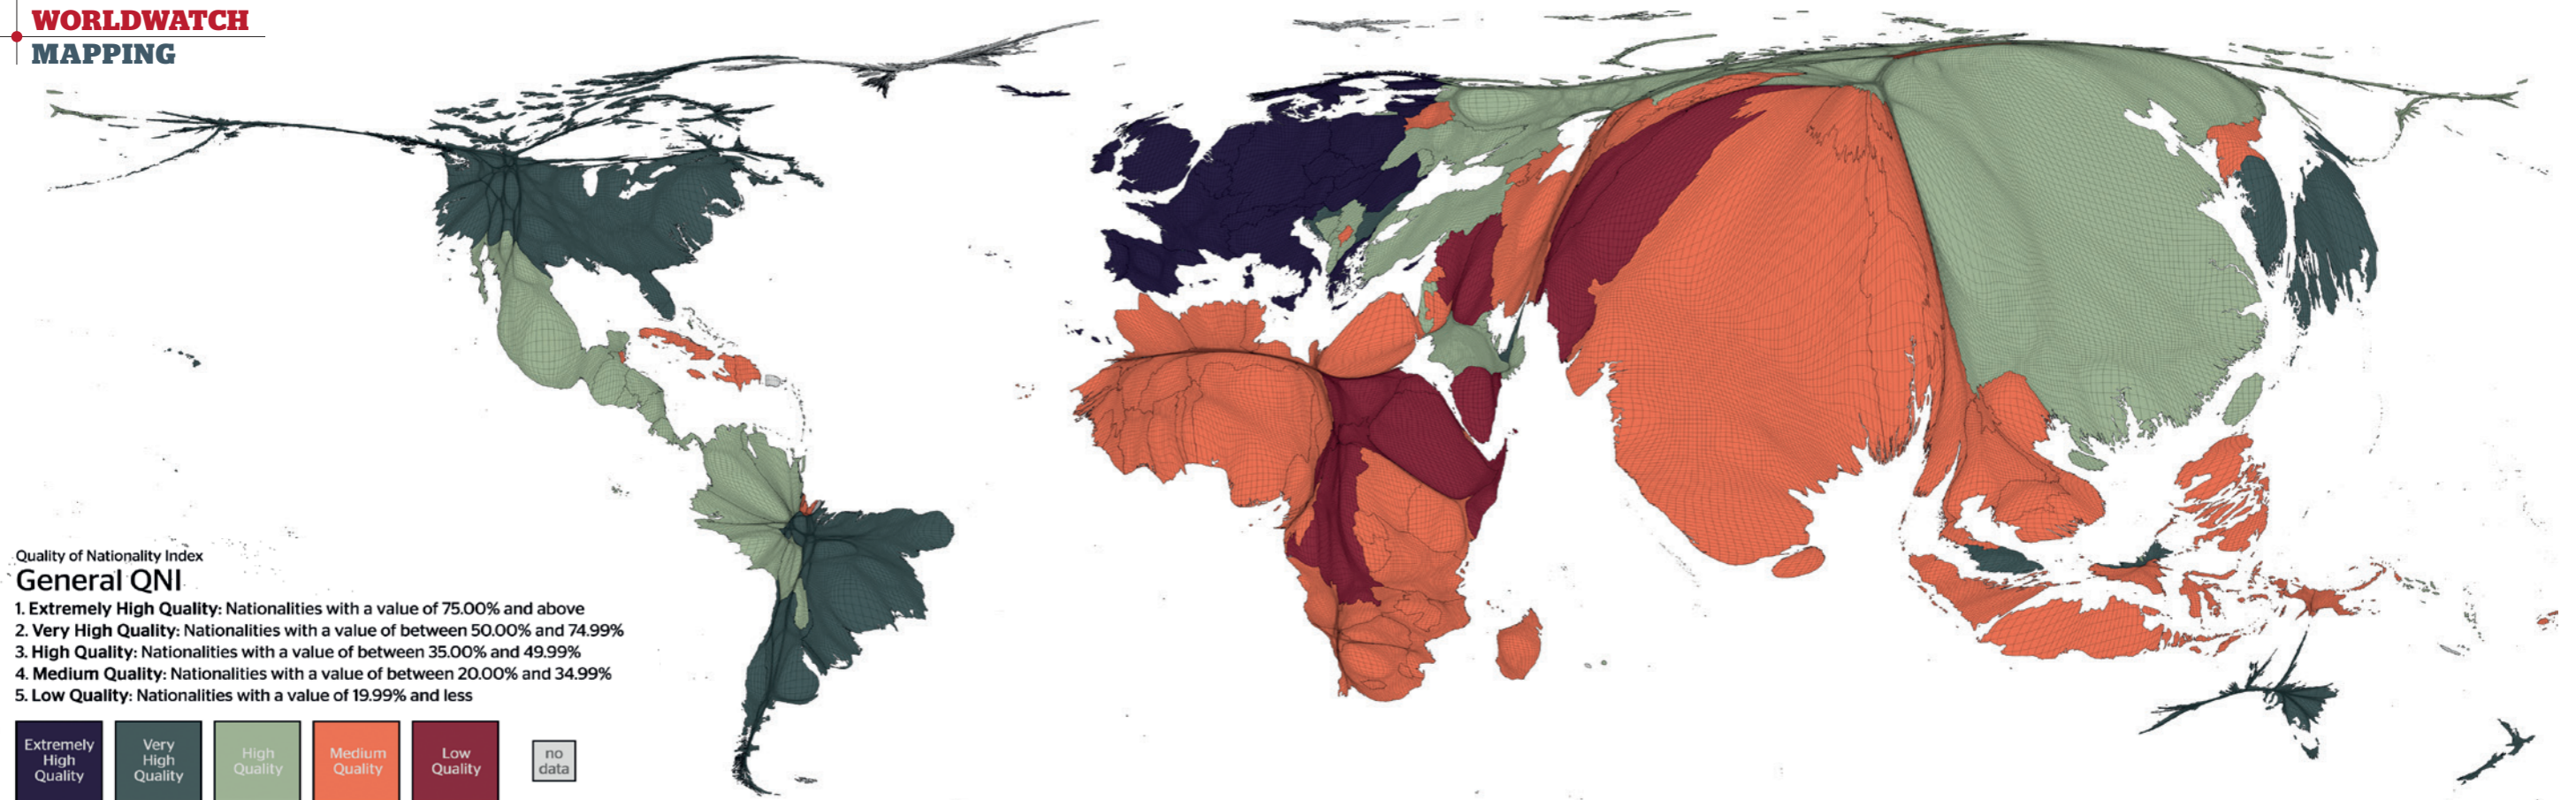 WORLDWATCH
MAPPING
Quality of Nationality Index
General QNI
1. Extremely High Quality: Nationalities with a value of 75.00% and above
2. Very High Quality: Nationalities with a value of between 50.00% and 74.99%
3. High Quality: Nationalities with a value of between 35.00% and 49.99%
4. Medium Quality: Nationalities with a value of between 20.00% and 34.99%
5. Low Quality: Nationalities with a value of 19.99% and less
Extremely
High
Quality
Very
High
Quality
High
Quality
Medium
Quality
Low
Quality
no
data